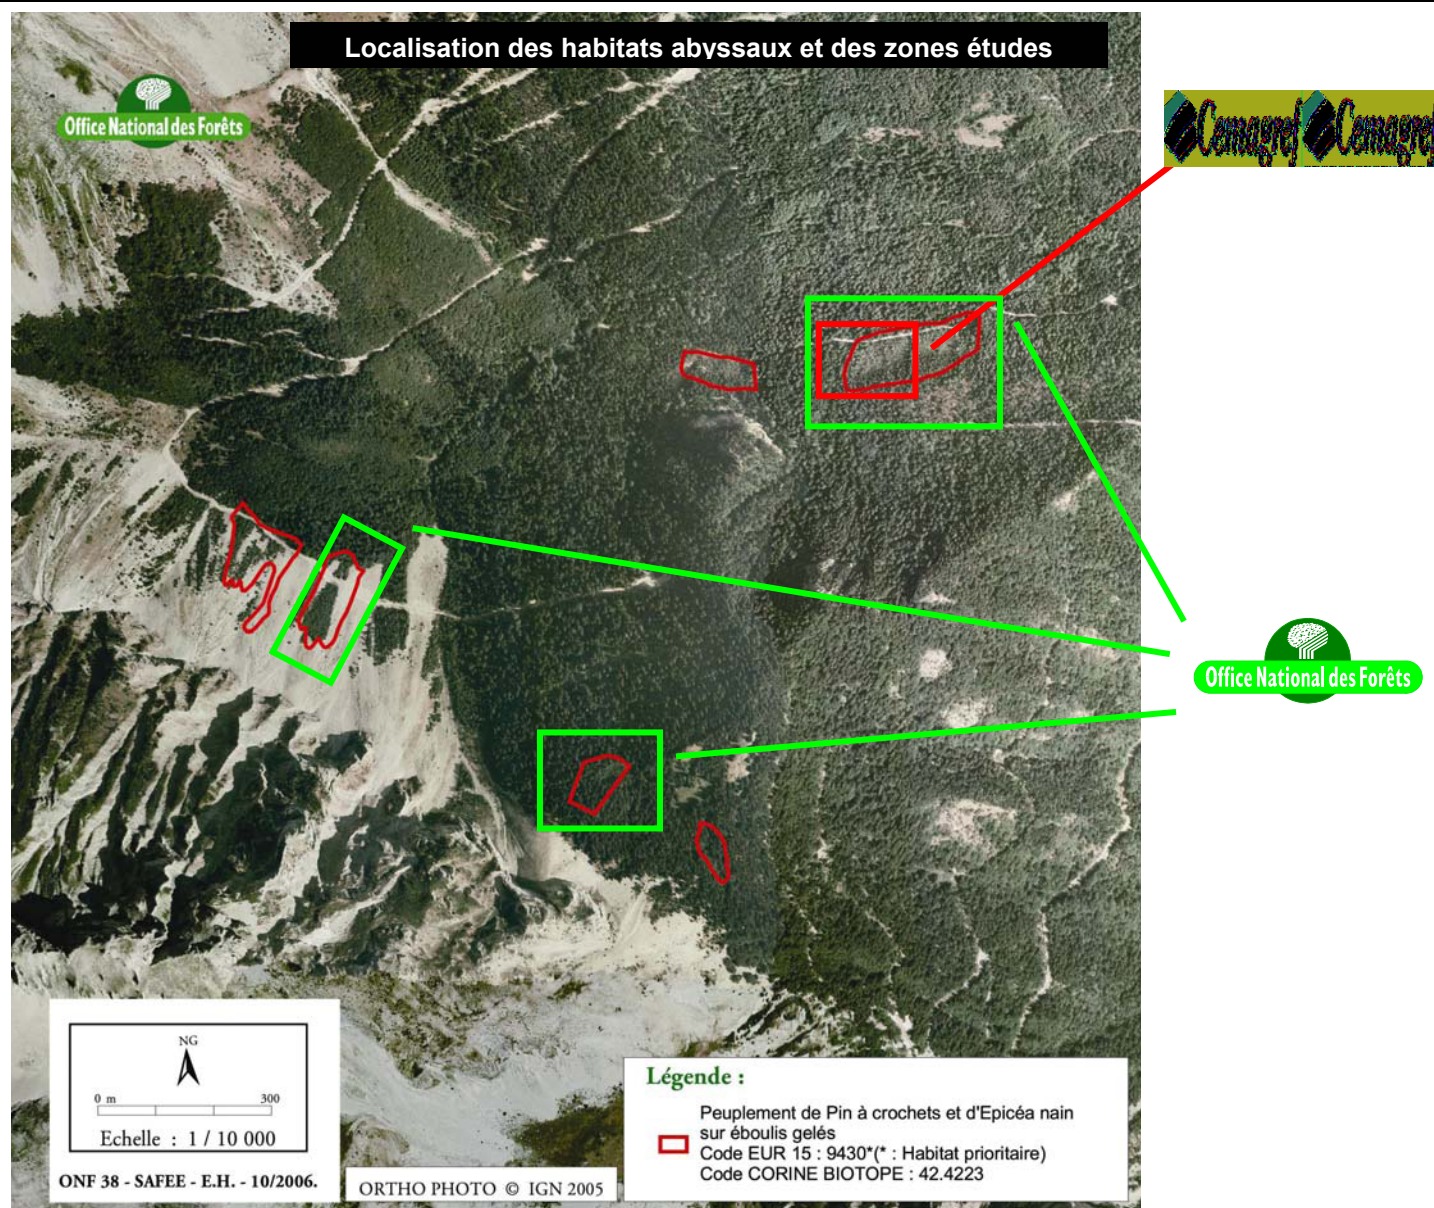 Localisation des habitats abyssaux et des zones études
Office National des Forêts
Cemagref Cemagref
Office National des Forêts
NG
0 m 300
Echelle : 1 / 10 000
ONF 38 - SAFEE - E.H. - 10/2006.
ORTHO PHOTO © IGN 2005
Légende :
Peuplement de Pin à crochets et d'Epicéa nain
sur éboulis gelés
Code EUR 15 : 9430*(* : Habitat prioritaire)
Code CORINE BIOTOPE : 42.4223